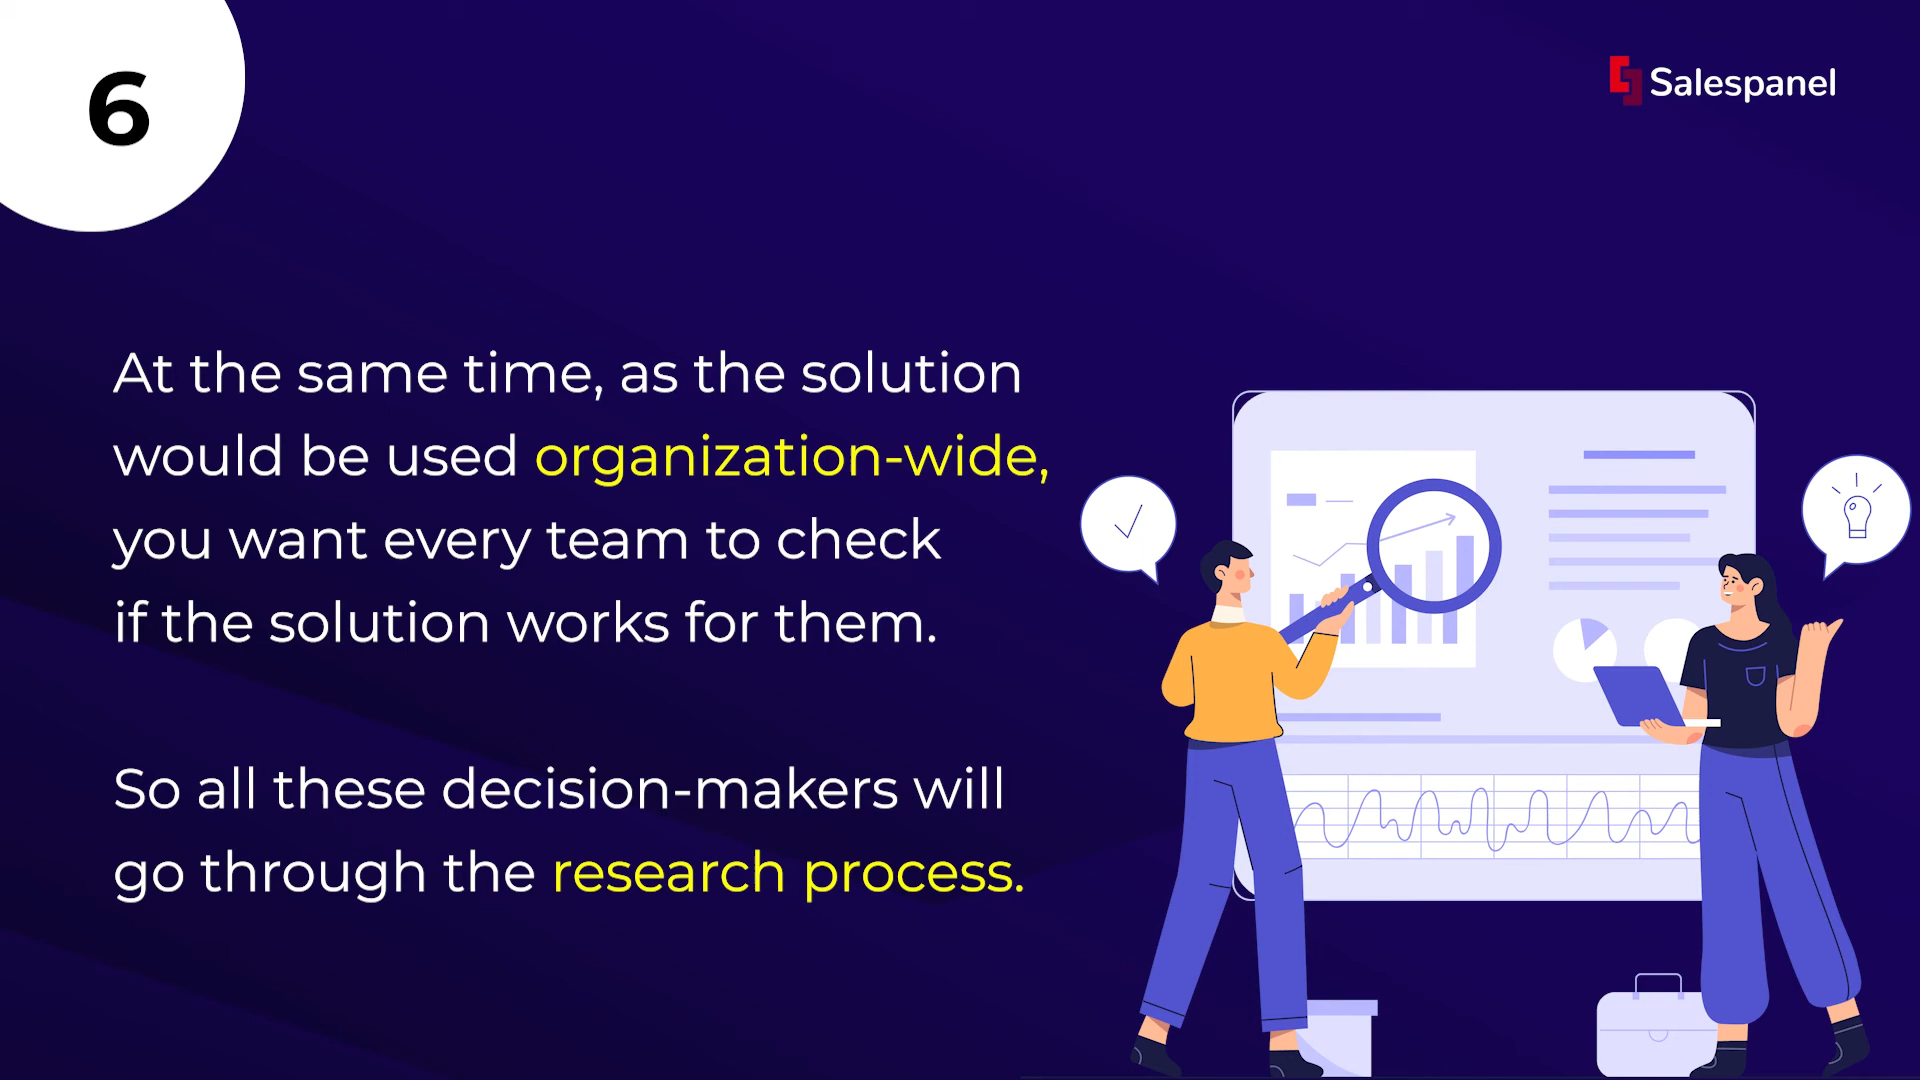 6
Salespanel
At the same time, as the solution
would be used organization-wide,
you want every team to check
if the solution works for them.
So all these decision-makers will
go through the research process.